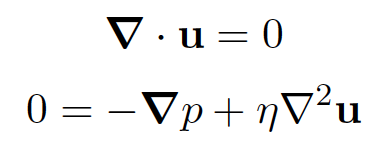 ∇ · u = 0
0 = −∇p + η∇²u